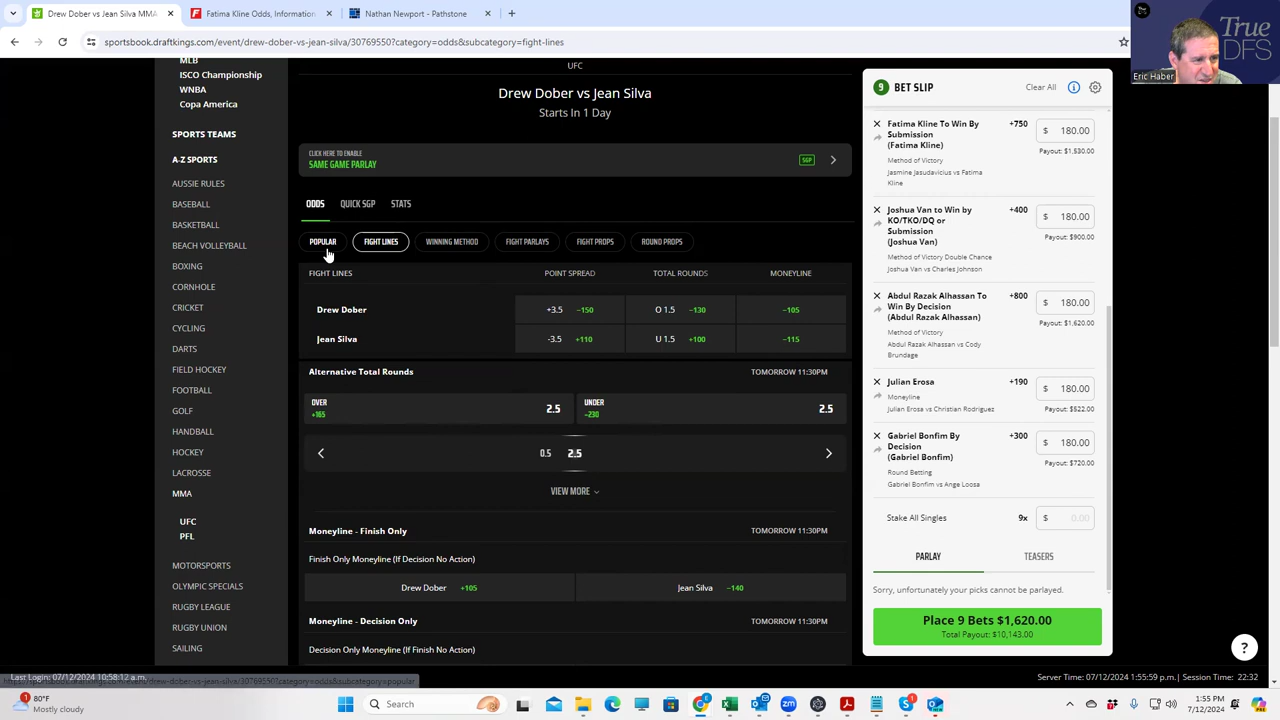 Drew Dober vs Jean Silva MMA
Fatima Kline Odds, Information
Nathan Newport - Pathstone
sportsbook.draftkings.com/event/drew-dober-vs-jean-silva/30769550?category=odds&subcategory=fight-lines
True
DFS
Eric Haber
MLB
ISCO Championship
WNBA
Copa America
SPORTS TEAMS
A-Z SPORTS
AUSSIE RULES
BASEBALL
BASKETBALL
BEACH VOLLEYBALL
BOXING
CORNHOLE
CRICKET
CYCLING
DARTS
FIELD HOCKEY
FOOTBALL
GOLF
HANDBALL
HOCKEY
LACROSSE
MMA
UFC
PFL
MOTORSPORTS
OLYMPIC SPECIALS
RUGBY LEAGUE
RUGBY UNION
SAILING
UFC
Drew Dober vs Jean Silva
Starts In 1 Day
CLICK HERE TO ENABLE
SAME GAME PARLAY
SGP
ODDS QUICK SGP STATS
POPULAR FIGHT LINES WINNING METHOD FIGHT PARLAYS FIGHT PROPS ROUND PROPS
FIGHT LINES POINT SPREAD TOTAL ROUNDS MONEYLINE
Drew Dober +3.5 −150 O 1.5 −130 −105
Jean Silva -3.5 +110 U 1.5 +100 −115
Alternative Total Rounds TOMORROW 11:30PM
OVER 2.5 UNDER 2.5
+165 −230
0.5 2.5
VIEW MORE
Moneyline - Finish Only TOMORROW 11:30PM
Finish Only Moneyline (If Decision No Action)
Drew Dober +105 Jean Silva −140
Moneyline - Decision Only TOMORROW 11:30PM
Decision Only Moneyline (If Finish No Action)
9 BET SLIP Clear All
Fatima Kline To Win By +750 $ 180.00
Submission
(Fatima Kline) Payout: $1,530.00
Method of Victory
Jasmine Jasudavicius vs Fatima
Kline
Joshua Van to Win by +400 $ 180.00
KO/TKO/DQ or
Submission Payout: $900.00
(Joshua Van)
Method of Victory Double Chance
Joshua Van vs Charles Johnson
Abdul Razak Alhassan To +800 $ 180.00
Win By Decision
(Abdul Razak Alhassan) Payout: $1,620.00
Method of Victory
Abdul Razak Alhassan vs Cody
Brundage
Julian Erosa +190 $ 180.00
Moneyline
Julian Erosa vs Christian Rodriguez Payout: $522.00
Gabriel Bonfim By +300 $ 180.00
Decision
(Gabriel Bonfim) Payout: $720.00
Round Betting
Gabriel Bonfim vs Ange Loosa
Stake All Singles 9x $ 0.00
PARLAY TEASERS
Sorry, unfortunately your picks cannot be parlayed.
Place 9 Bets $1,620.00
Total Payout: $10,143.00
?
Last Login: 07/12/2024 10:58:12 a.m.
Server Time: 07/12/2024 1:55:59 p.m.| Session Time: 22:32
80°F
Mostly cloudy
Search
1:55 PM
7/12/2024